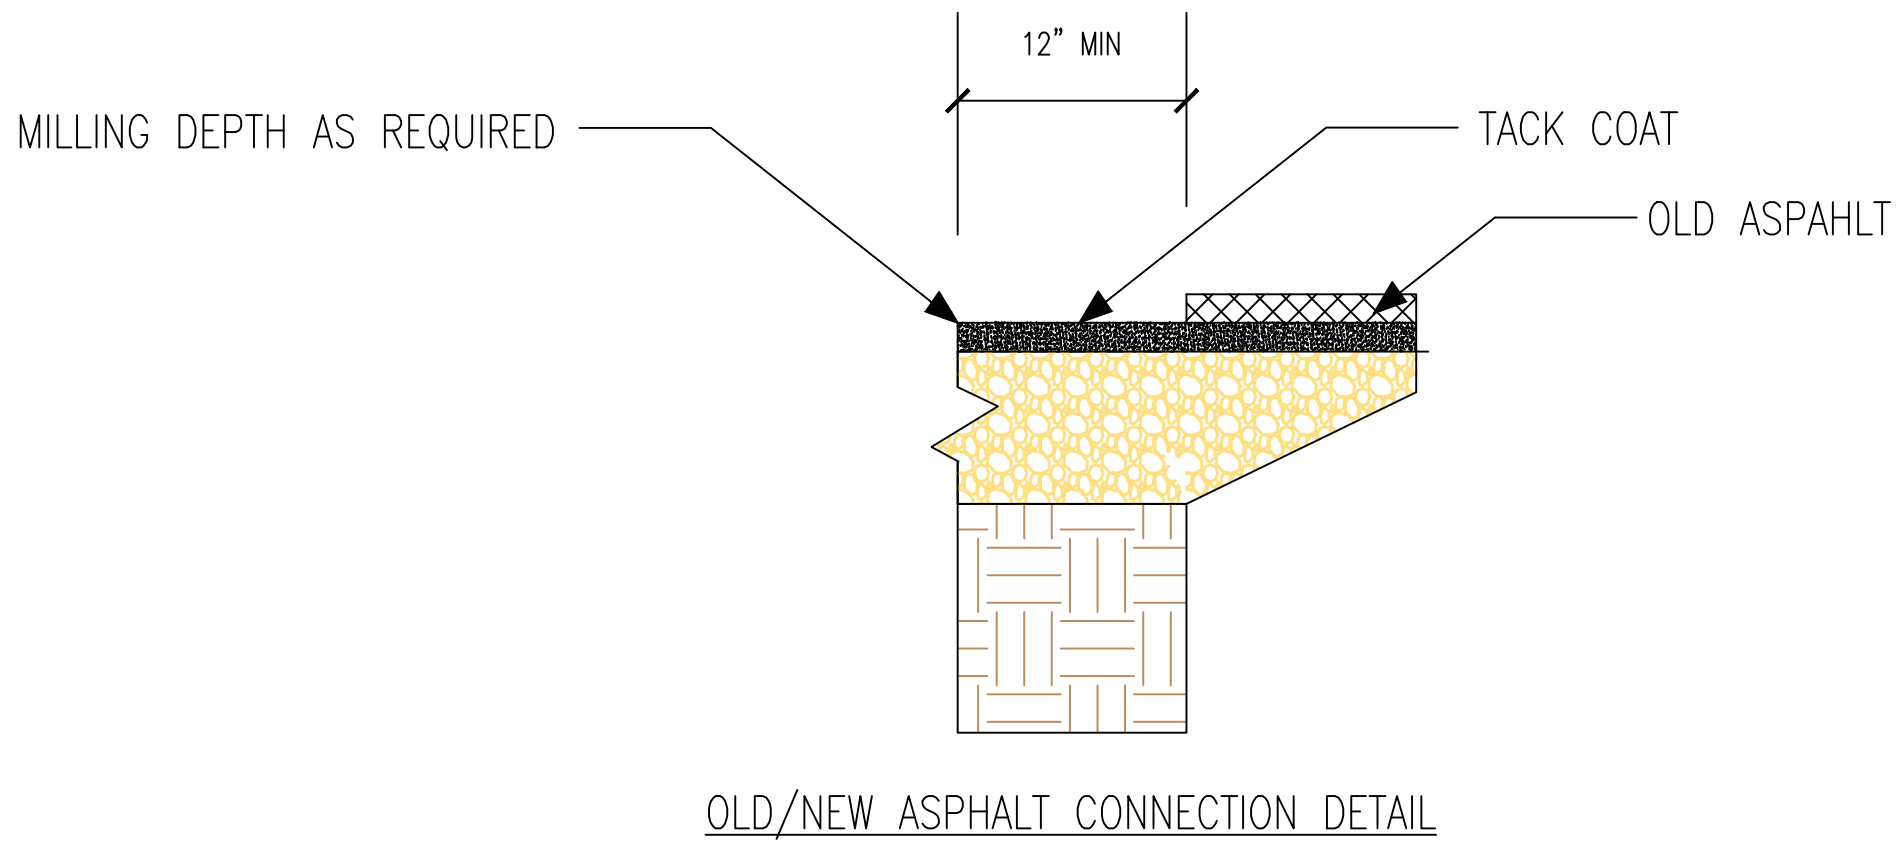 12” MIN
MILLING DEPTH AS REQUIRED
TACK COAT
OLD ASPAHLT
OLD/NEW ASPHALT CONNECTION DETAIL